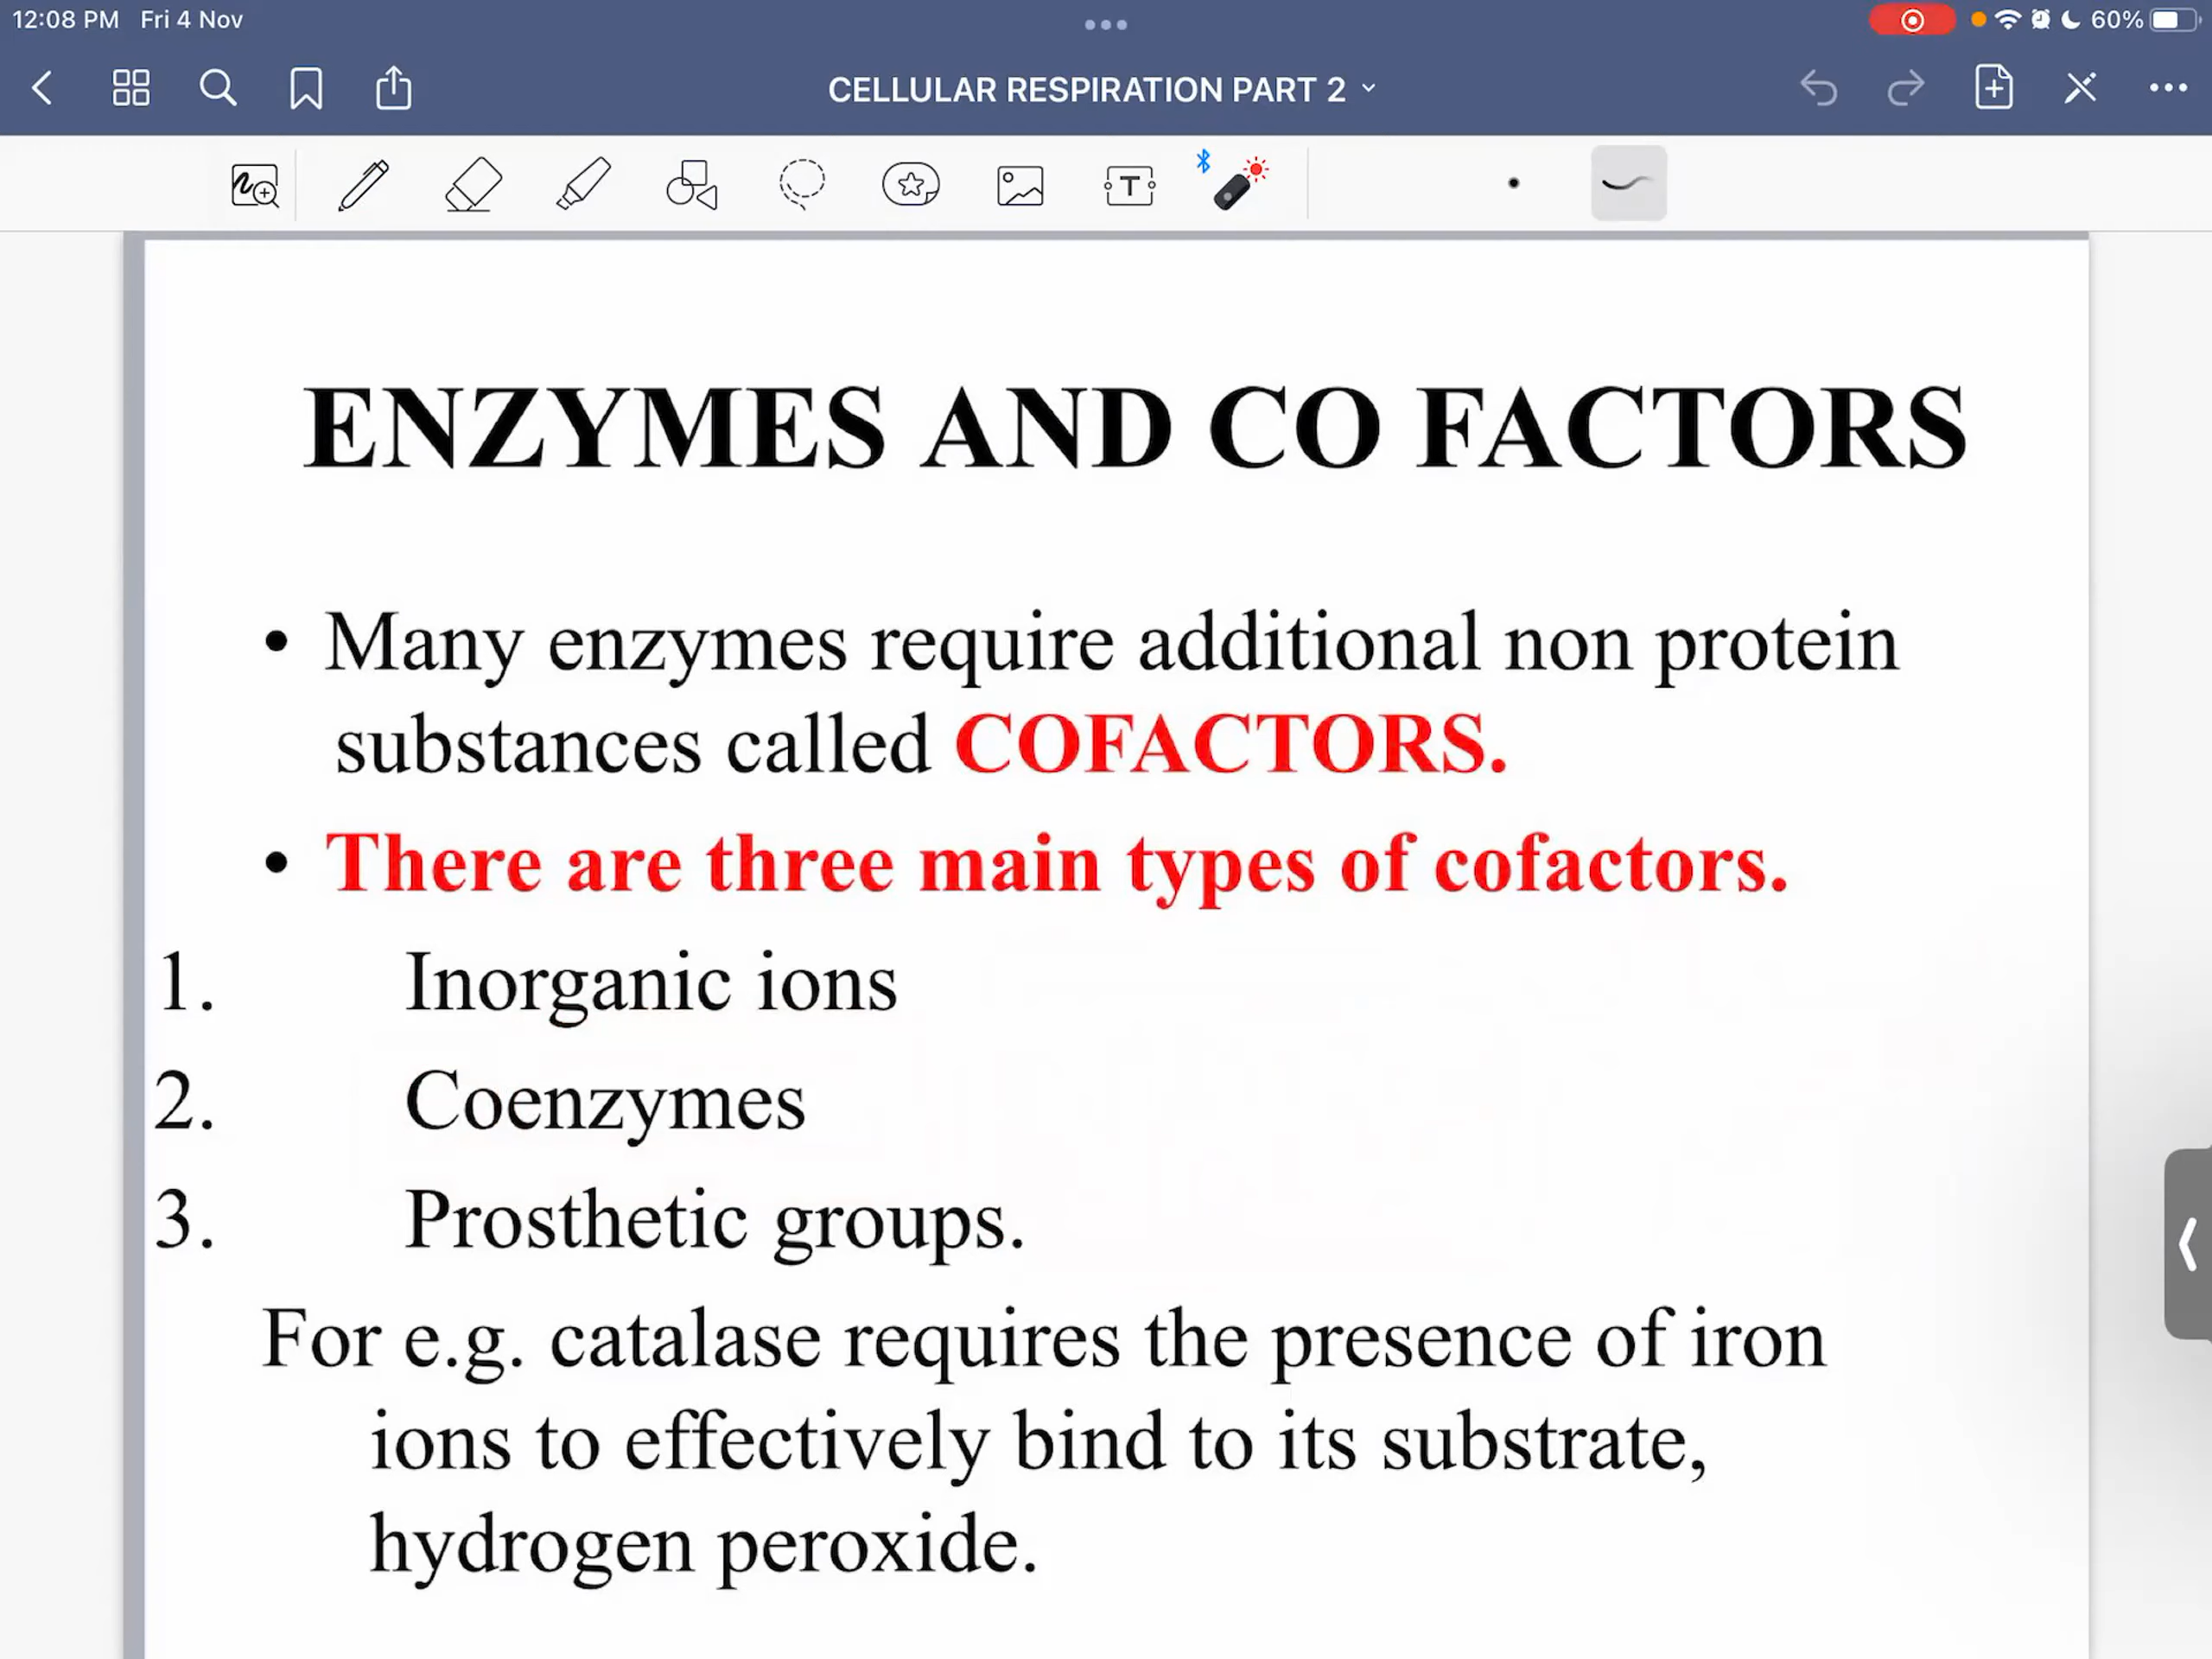 12:08 PM Fri 4 Nov
60%
CELLULAR RESPIRATION PART 2
T
ENZYMES AND CO FACTORS
• Many enzymes require additional non protein
substances called COFACTORS.
• There are three main types of cofactors.
1. Inorganic ions
2. Coenzymes
3. Prosthetic groups.
For e.g. catalase requires the presence of iron
ions to effectively bind to its substrate,
hydrogen peroxide.